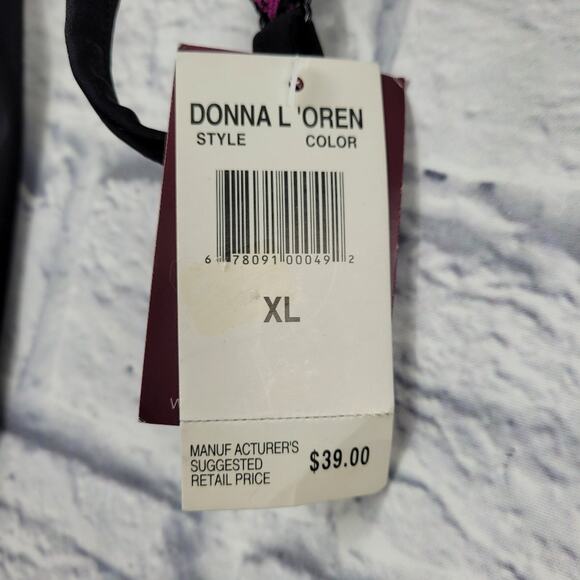 DONNA L'OREN
STYLE COLOR
6 78091 00049 2
XL
MANUF ACTURER'S
SUGGESTED
RETAIL PRICE
$39.00